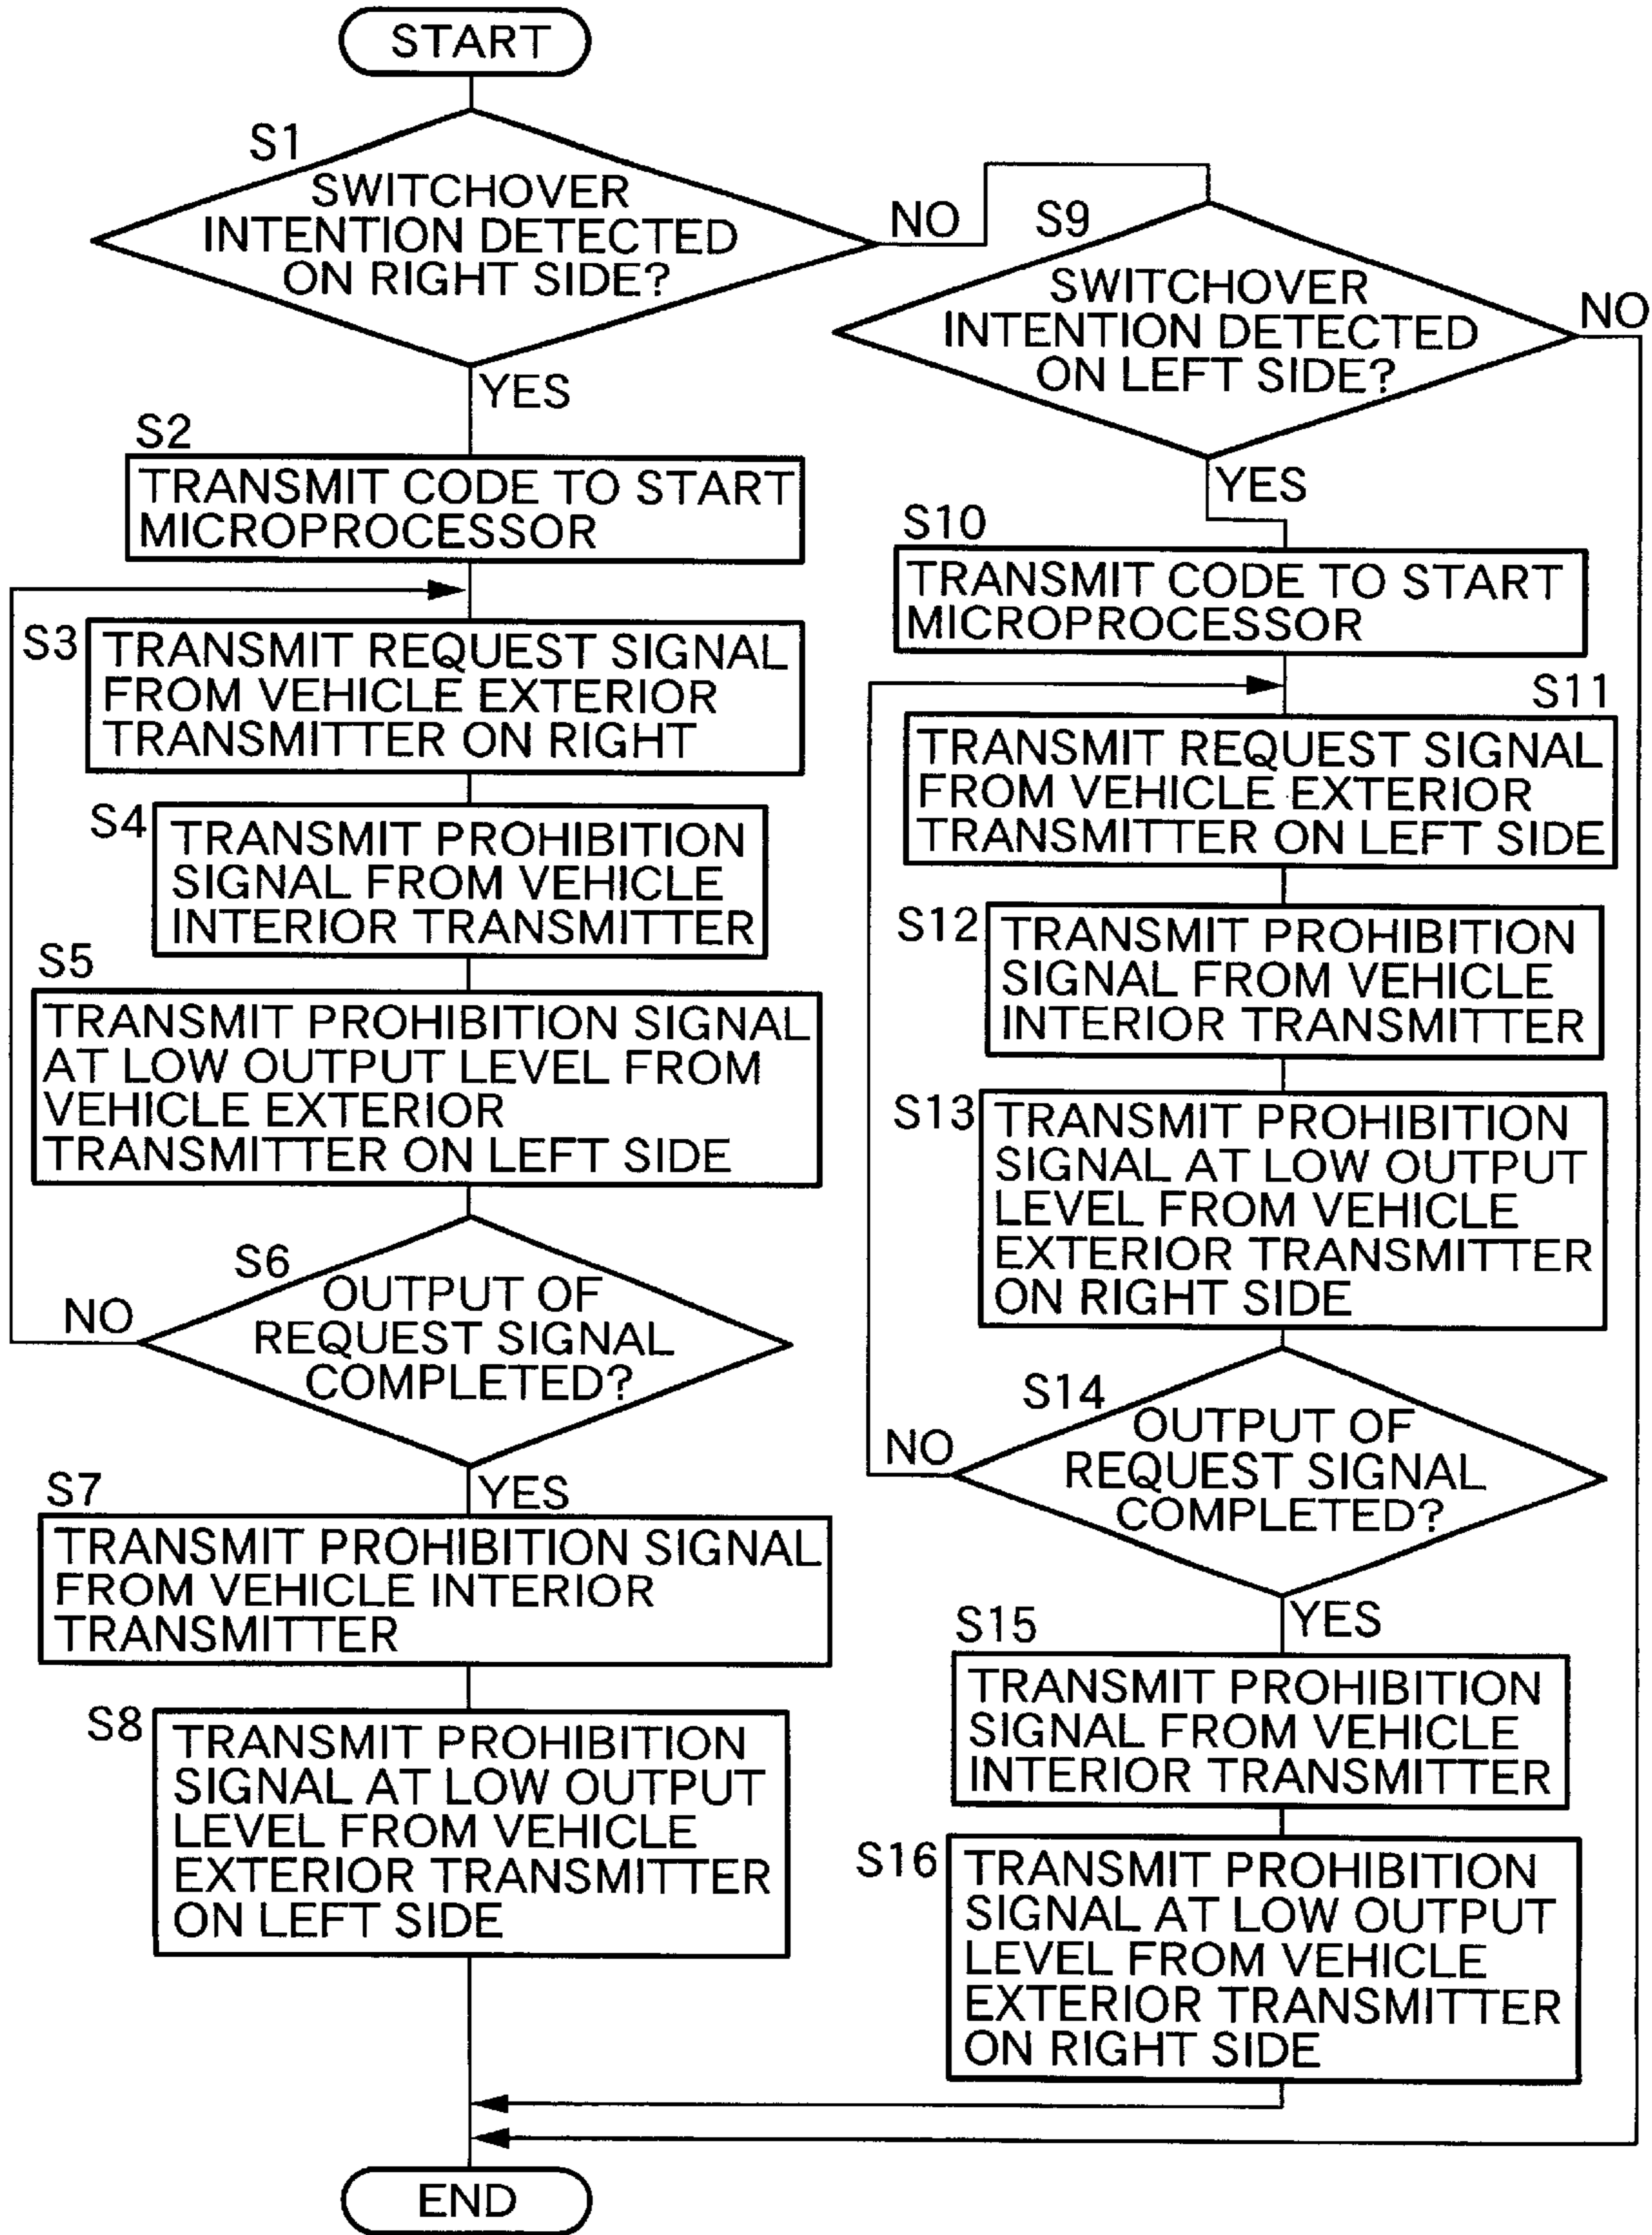 START
S1
SWITCHOVER
INTENTION DETECTED
ON RIGHT SIDE?
NO
YES
S2
TRANSMIT CODE TO START
MICROPROCESSOR
S3
TRANSMIT REQUEST SIGNAL
FROM VEHICLE EXTERIOR
TRANSMITTER ON RIGHT
S4
TRANSMIT PROHIBITION
SIGNAL FROM VEHICLE
INTERIOR TRANSMITTER
S5
TRANSMIT PROHIBITION SIGNAL
AT LOW OUTPUT LEVEL FROM
VEHICLE EXTERIOR
TRANSMITTER ON LEFT SIDE
S6
OUTPUT OF
REQUEST SIGNAL
COMPLETED?
NO
YES
S7
TRANSMIT PROHIBITION SIGNAL
FROM VEHICLE INTERIOR
TRANSMITTER
S8
TRANSMIT PROHIBITION
SIGNAL AT LOW OUTPUT
LEVEL FROM VEHICLE
EXTERIOR TRANSMITTER
ON LEFT SIDE
S9
SWITCHOVER
INTENTION DETECTED
ON LEFT SIDE?
NO
YES
S10
TRANSMIT CODE TO START
MICROPROCESSOR
S11
TRANSMIT REQUEST SIGNAL
FROM VEHICLE EXTERIOR
TRANSMITTER ON LEFT SIDE
S12
TRANSMIT PROHIBITION
SIGNAL FROM VEHICLE
INTERIOR TRANSMITTER
S13
TRANSMIT PROHIBITION
SIGNAL AT LOW OUTPUT
LEVEL FROM VEHICLE
EXTERIOR TRANSMITTER
ON RIGHT SIDE
S14
OUTPUT OF
REQUEST SIGNAL
COMPLETED?
NO
YES
S15
TRANSMIT PROHIBITION
SIGNAL FROM VEHICLE
INTERIOR TRANSMITTER
S16
TRANSMIT PROHIBITION
SIGNAL AT LOW OUTPUT
LEVEL FROM VEHICLE
EXTERIOR TRANSMITTER
ON RIGHT SIDE
END